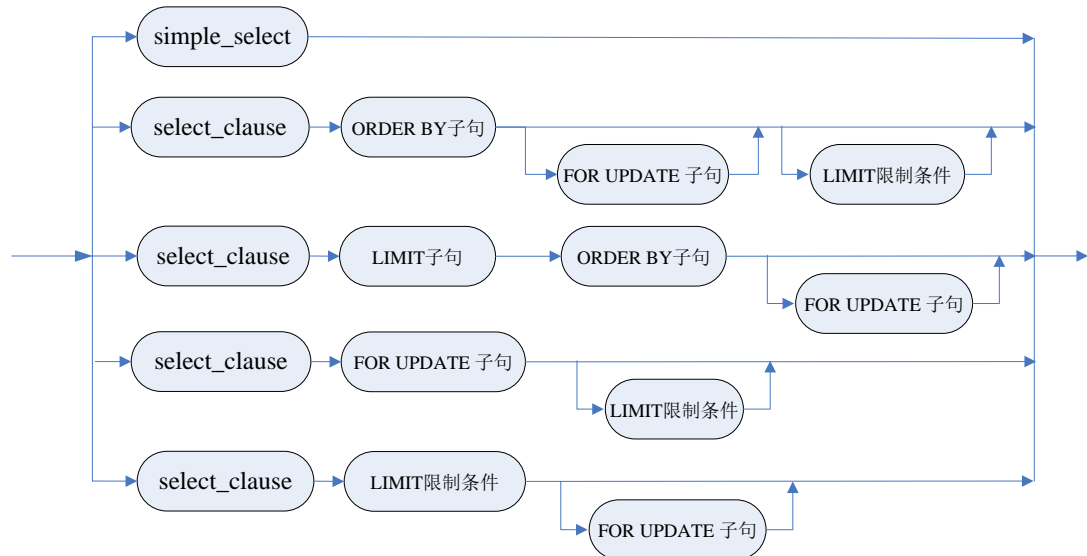 simple_select
select_clause
ORDER BY子句
FOR UPDATE 子句
LIMIT限制条件
select_clause
LIMIT子句
ORDER BY子句
FOR UPDATE 子句
select_clause
FOR UPDATE 子句
LIMIT限制条件
select_clause
LIMIT限制条件
FOR UPDATE 子句